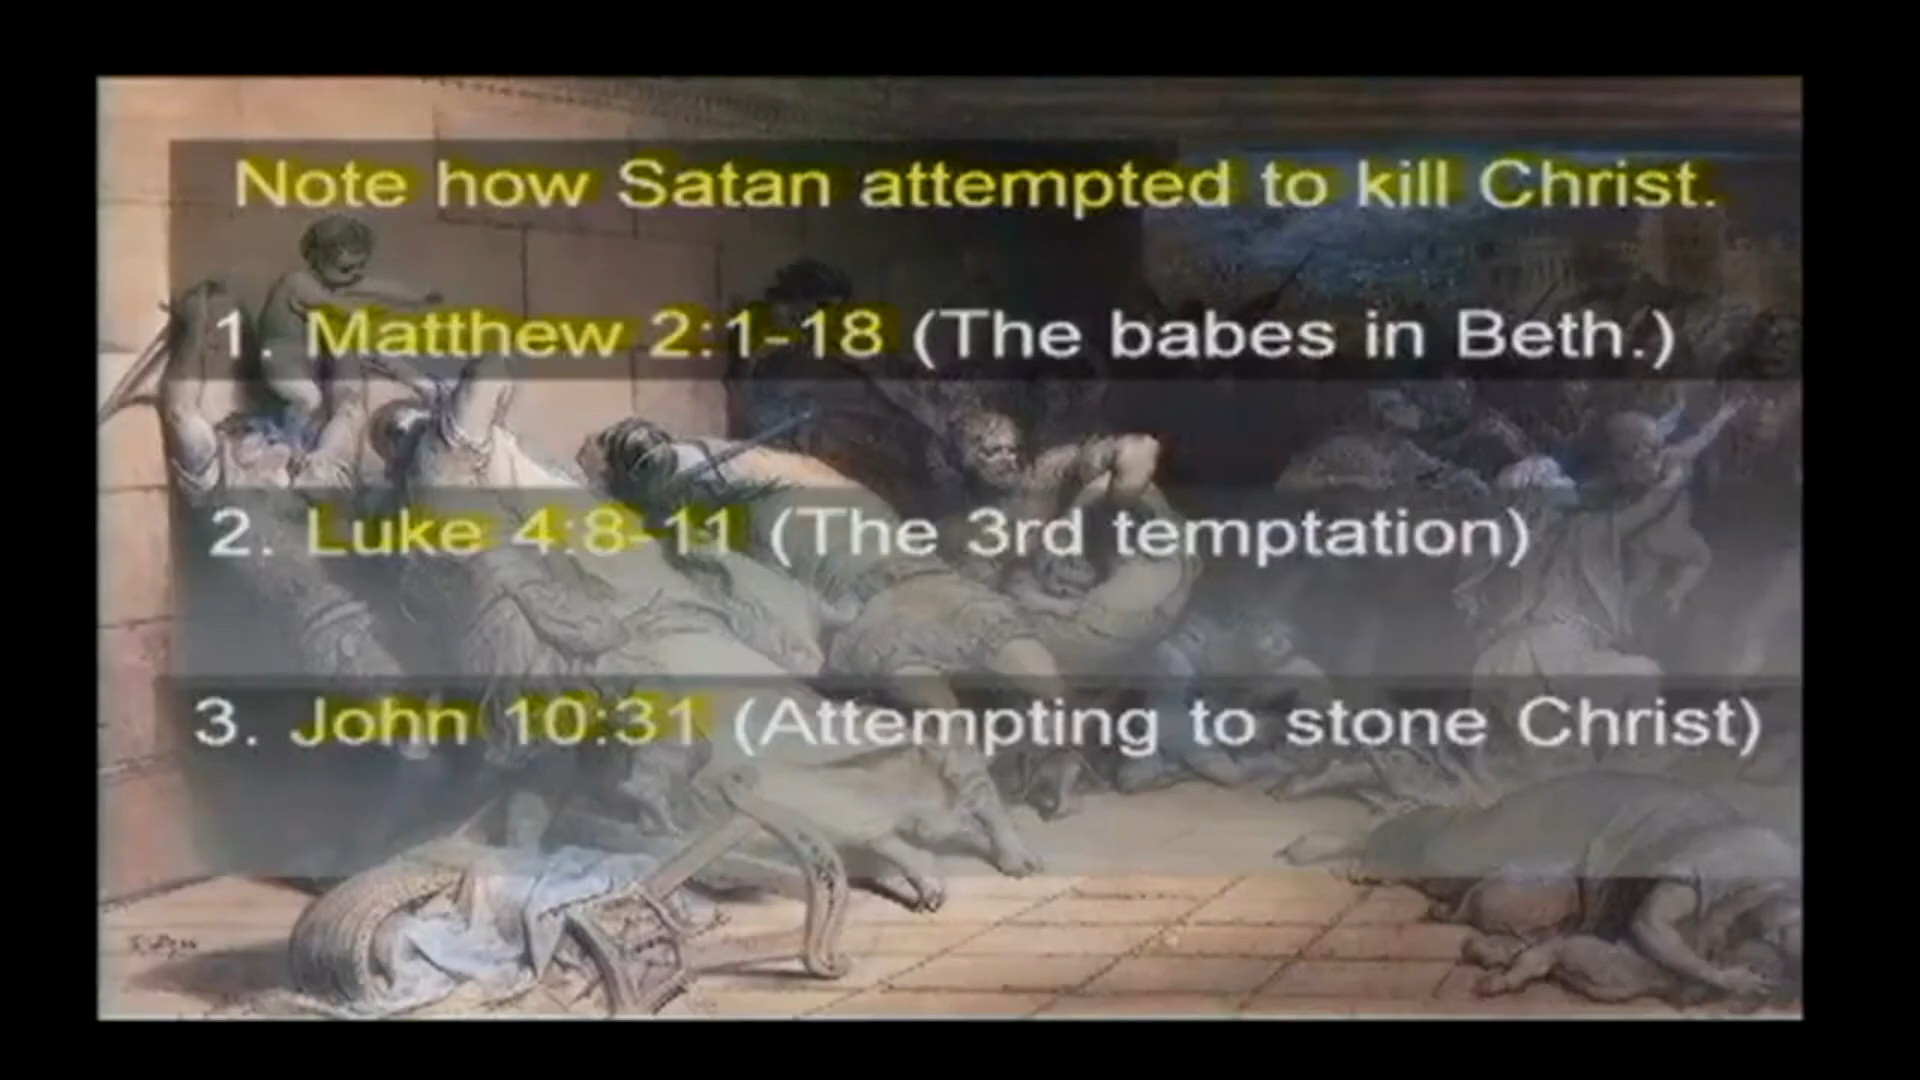 Note how Satan attempted to kill Christ.
1. Matthew 2:1-18 (The babes in Beth.)
2. Luke 4:8-11 (The 3rd temptation)
3. John 10:31 (Attempting to stone Christ)